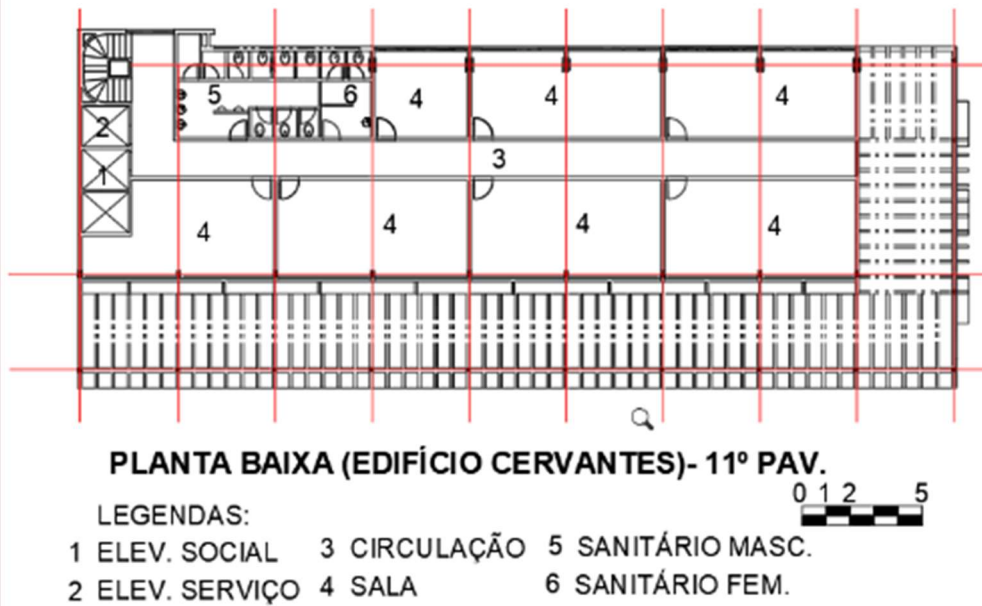 5
6
4
4
4
2
3
1
4
4
4
4
PLANTA BAIXA (EDIFÍCIO CERVANTES)- 11º PAV.
0 1 2 5
LEGENDAS:
1 ELEV. SOCIAL 3 CIRCULAÇÃO 5 SANITÁRIO MASC.
2 ELEV. SERVIÇO 4 SALA 6 SANITÁRIO FEM.